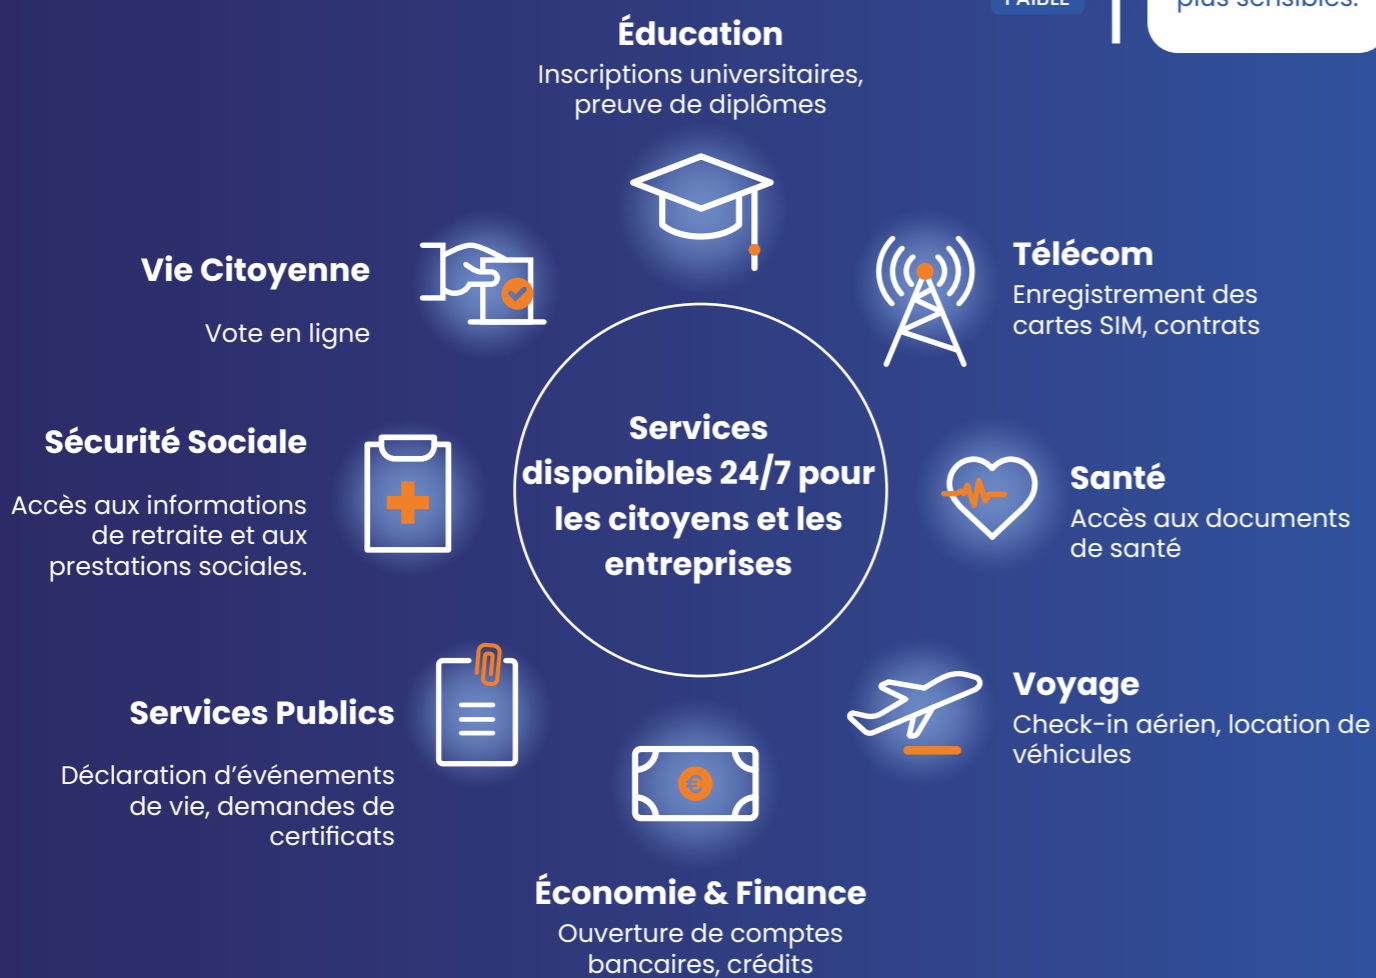 FAIBLE
plus sensibles.
Éducation
Inscriptions universitaires,
preuve de diplômes
Télécom
Enregistrement des
cartes SIM, contrats
Santé
Accès aux documents
de santé
Voyage
Check-in aérien, location de
véhicules
Économie & Finance
Ouverture de comptes
bancaires, crédits
Services Publics
Déclaration d’événements
de vie, demandes de
certificats
Sécurité Sociale
Accès aux informations
de retraite et aux
prestations sociales.
Vie Citoyenne
Vote en ligne
Services
disponibles 24/7 pour
les citoyens et les
entreprises
€